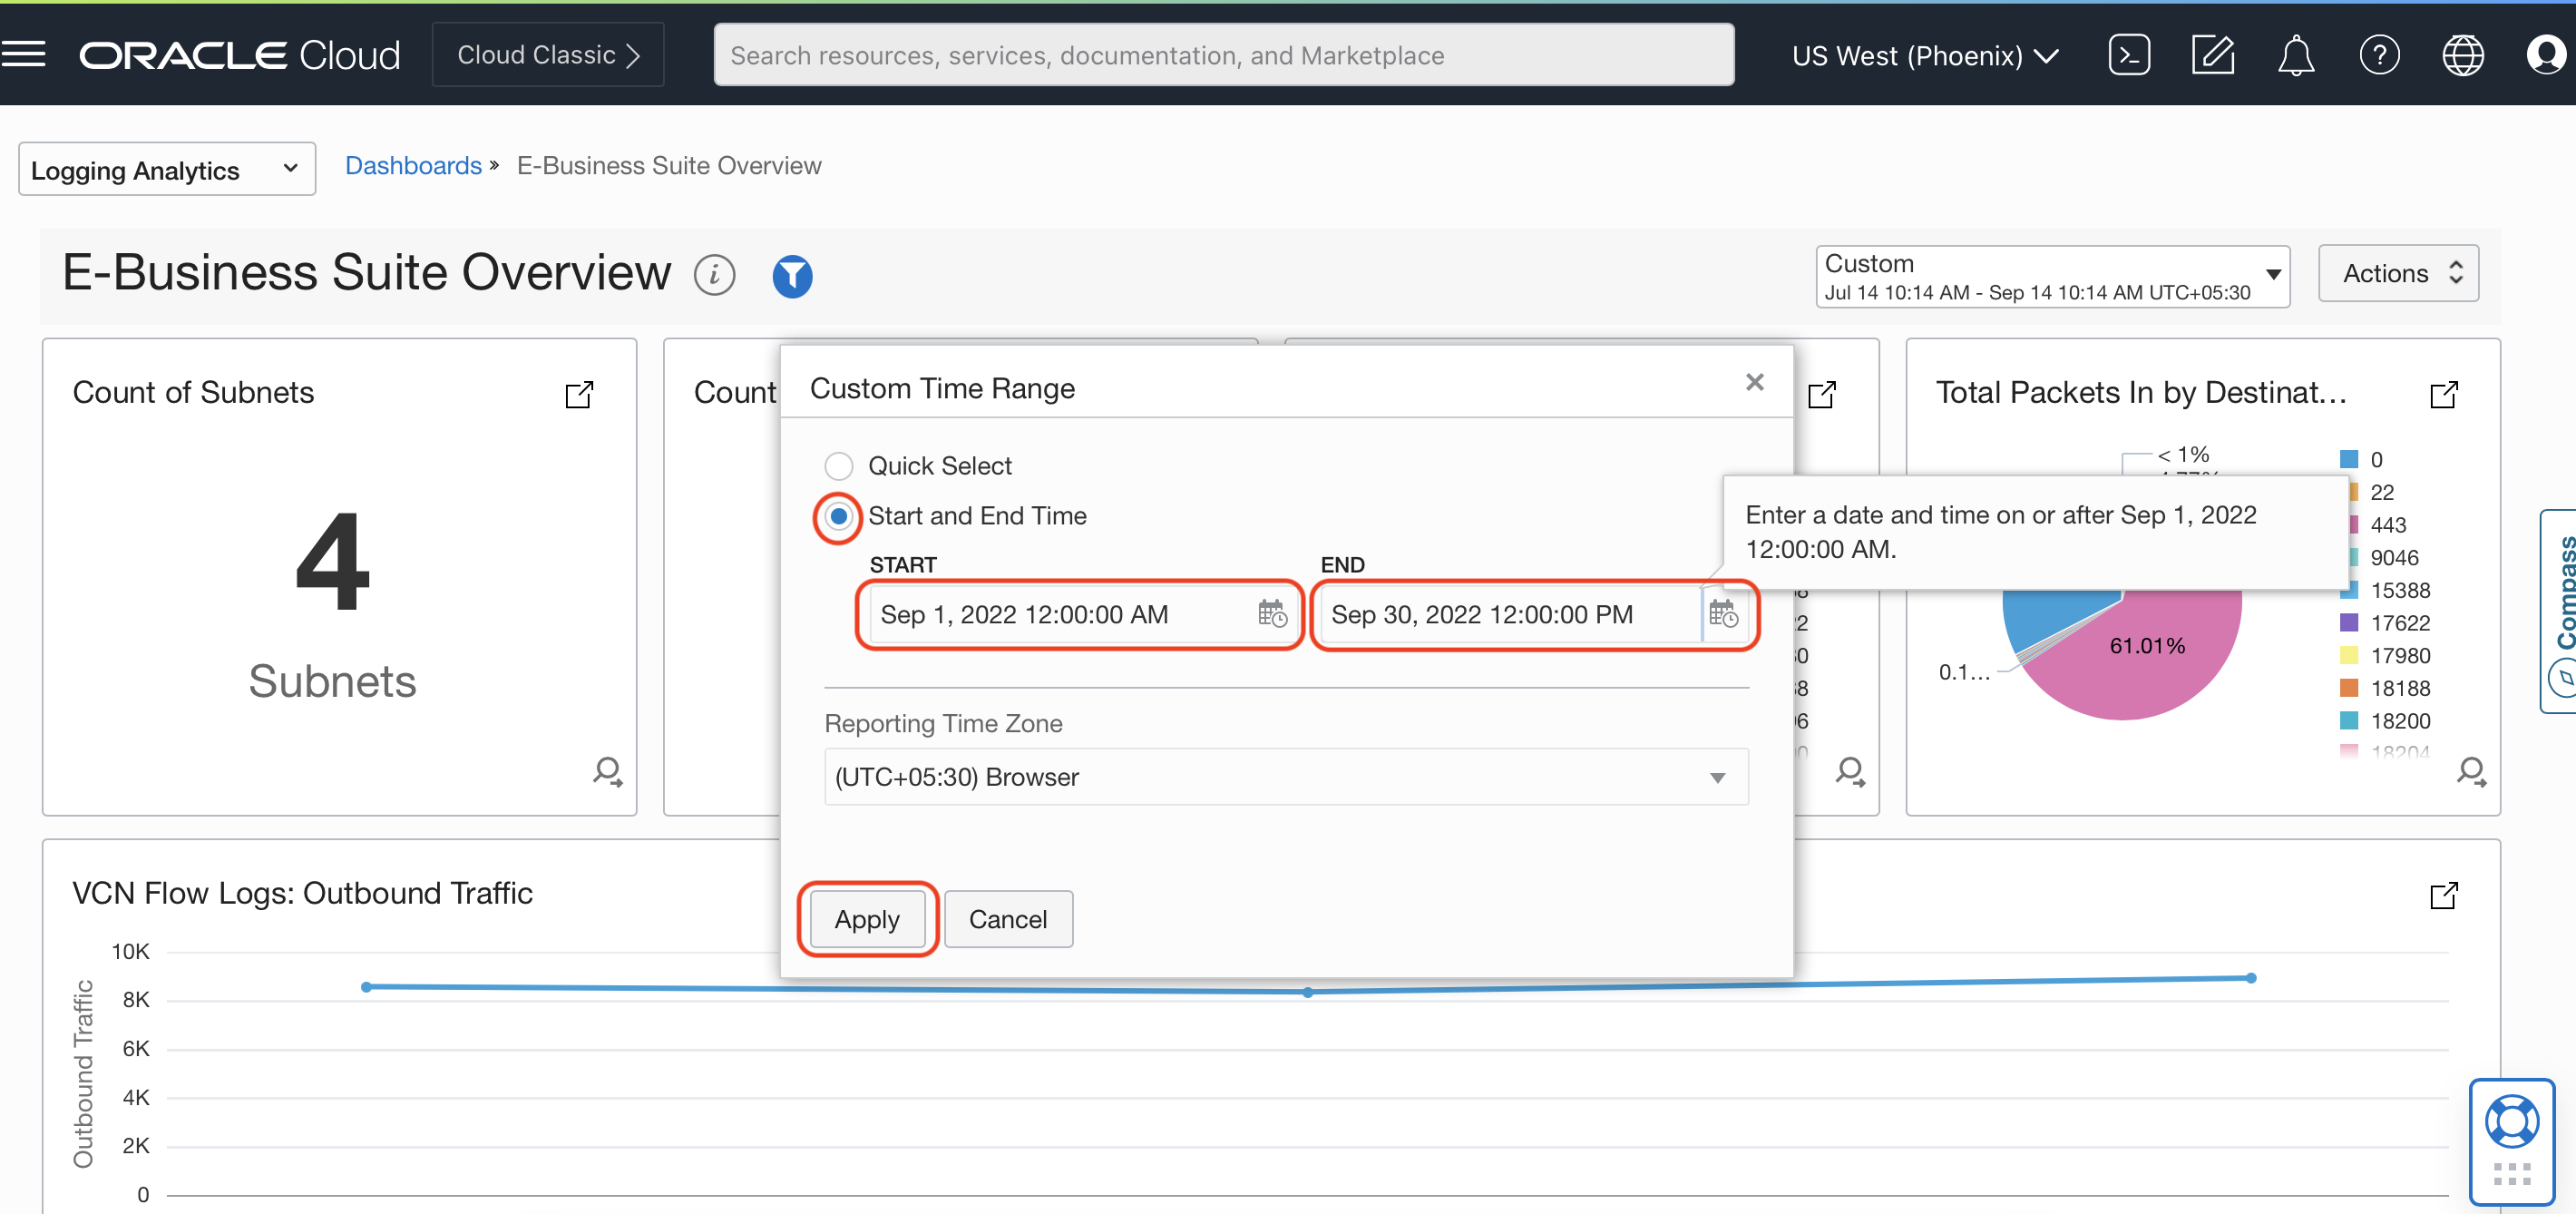 ORACLE Cloud
Cloud Classic
Search resources, services, documentation, and Marketplace
US West (Phoenix)
Logging Analytics
Dashboards » E-Business Suite Overview
E-Business Suite Overview
Custom
Jul 14 10:14 AM - Sep 14 10:14 AM UTC+05:30
Actions
Count of Subnets
4
Subnets
Count
Custom Time Range
Quick Select
Start and End Time
START
Sep 1, 2022 12:00:00 AM
END
Sep 30, 2022 12:00:00 PM
Enter a date and time on or after Sep 1, 2022
12:00:00 AM.
Reporting Time Zone
(UTC+05:30) Browser
Apply
Cancel
Total Packets In by Destinat...
< 1%
61.01%
0.1...
0
22
443
9046
15388
17622
17980
18188
18200
18204
Compass
VCN Flow Logs: Outbound Traffic
Outbound Traffic
10K
8K
6K
4K
2K
0